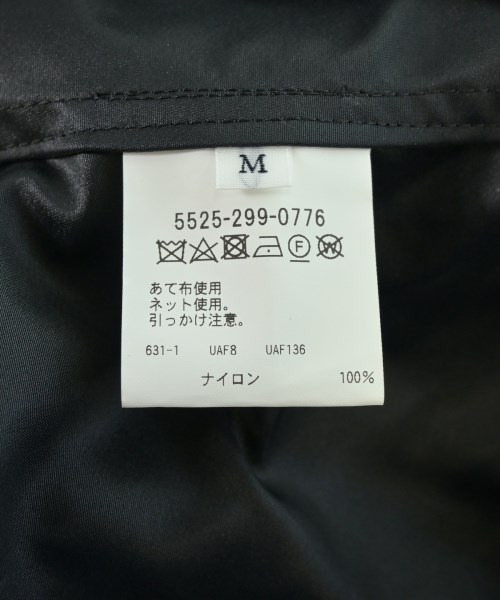 M
5525-299-0776
F W
あて布使用
ネット使用。
引っかけ注意。
631-1 UAF8 UAF136
ナイロン 100%